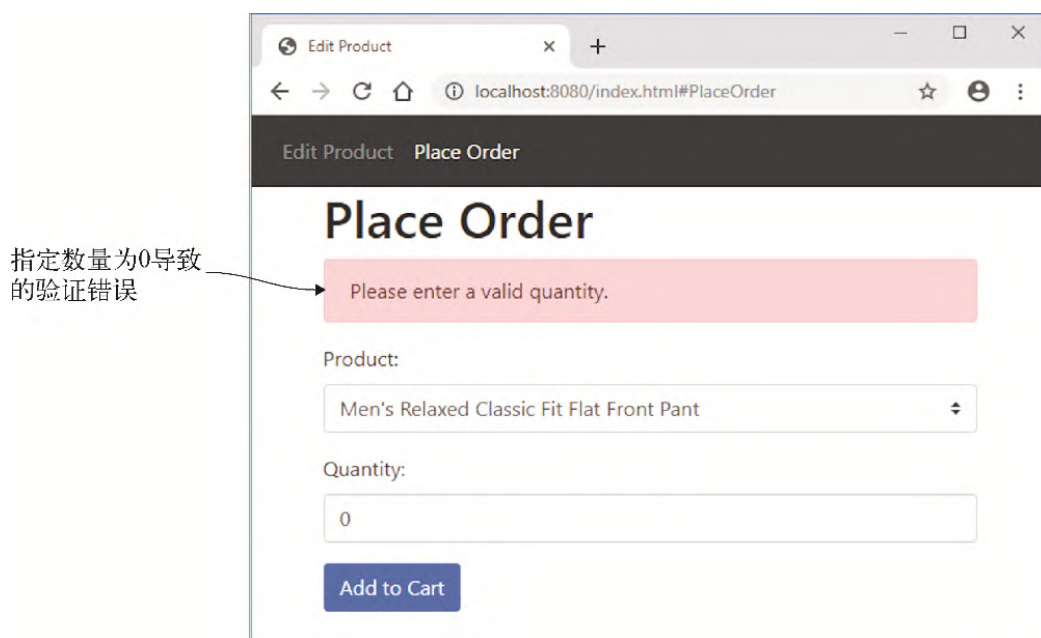 Edit Product
localhost:8080/index.html#PlaceOrder
Edit Product Place Order
Place Order
指定数量为0导致
的验证错误
Please enter a valid quantity.
Product:
Men's Relaxed Classic Fit Flat Front Pant
Quantity:
0
Add to Cart